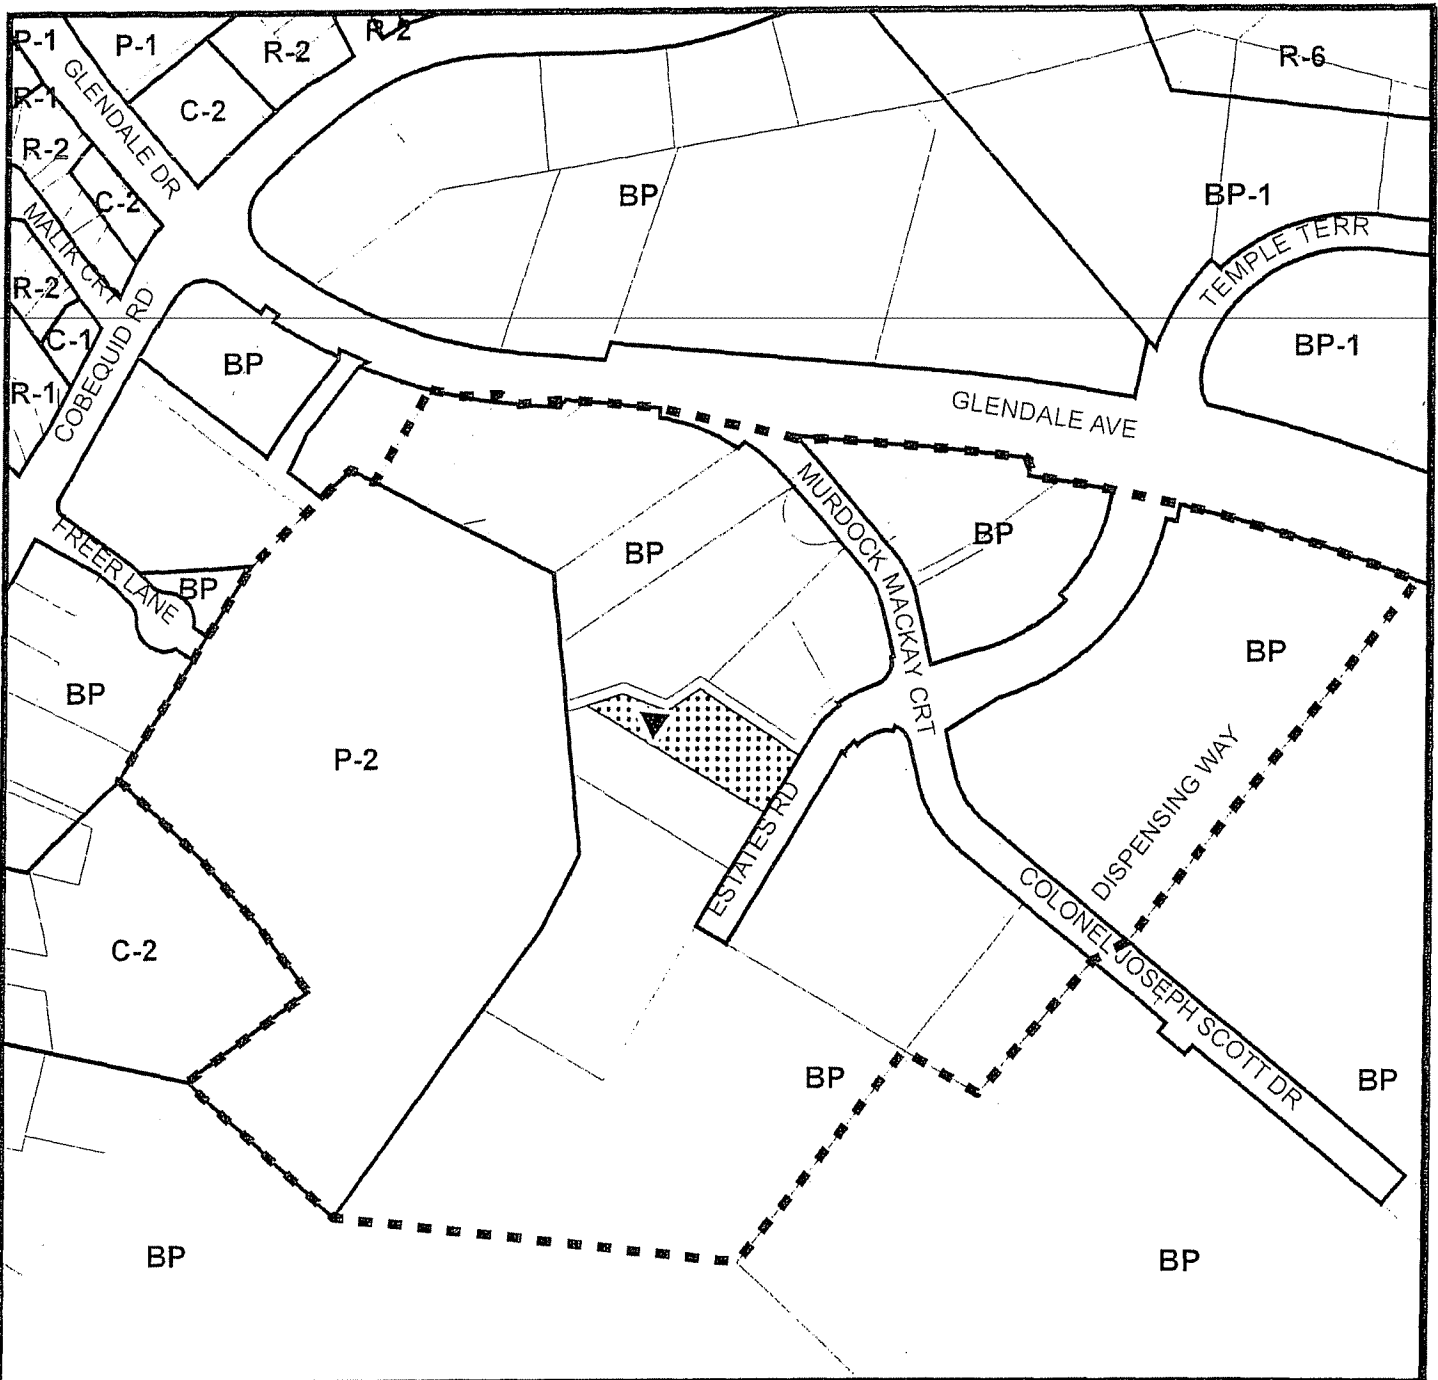 P-1
P-1
R-2
R-2
R-6
GLENDALE DR
R-1
C-2
R-2
C-2
BP
BP-1
MALIK CRT
TEMPLE TERR
R-2
COBEQUID RD
C-1
BP
BP-1
R-1
GLENDALE AVE
MURDOCK MACKAY CRT
FREER LANE
BP
BP
BP
BP
BP
P-2
DISPENSING WAY
ESTATES RD
COLONEL JOSEPH SCOTT DR
C-2
BP
BP
BP
BP